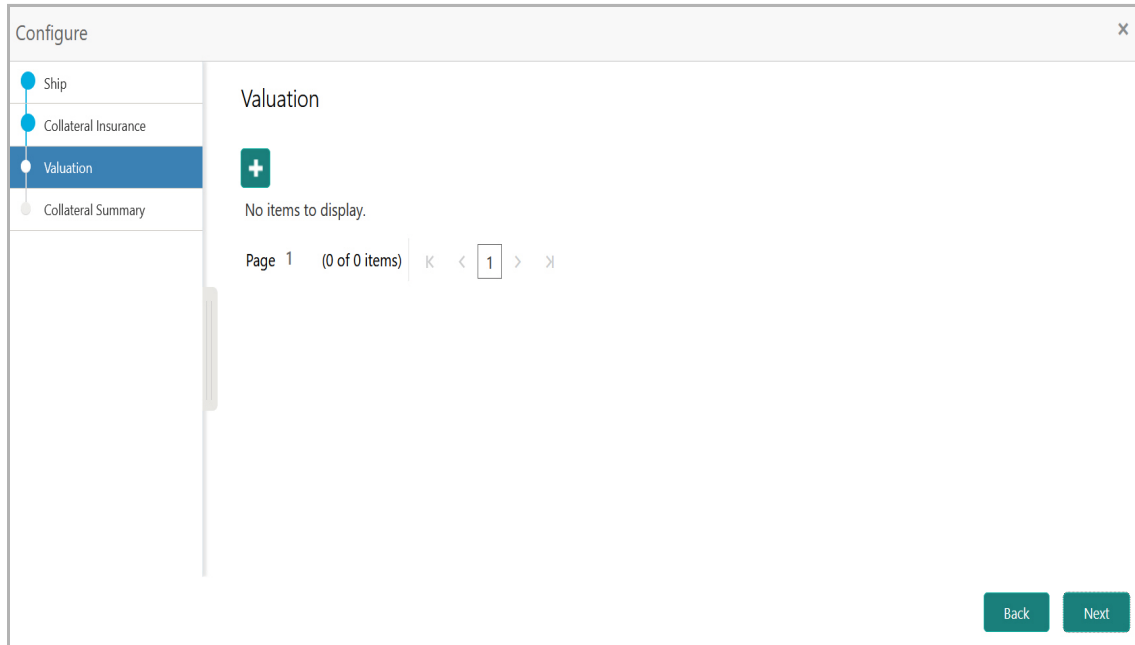 Configure
Ship
Collateral Insurance
Valuation
Collateral Summary
Valuation
No items to display.
Page 1 (0 of 0 items) 1
Back Next